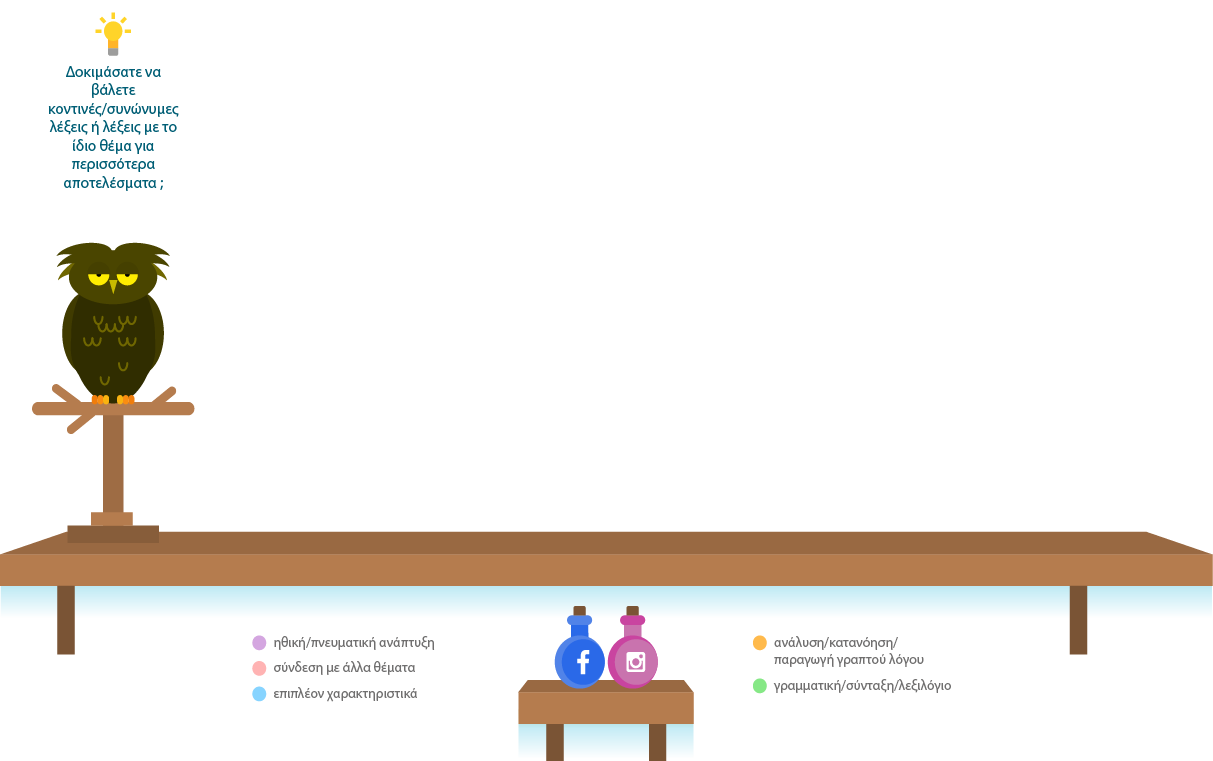 Δοκιμάσατε να
βάλετε
κοντινές/συνώνυμες
λέξεις ή λέξεις με το
ίδιο θέμα για
περισσότερα
αποτελέσματα ;
ηθική/πνευματική ανάπτυξη
σύνδεση με άλλα θέματα
επιπλέον χαρακτηριστικά
ανάλυση/κατανόηση/
παραγωγή γραπτού λόγου
γραμματική/σύνταξη/λεξιλόγιο